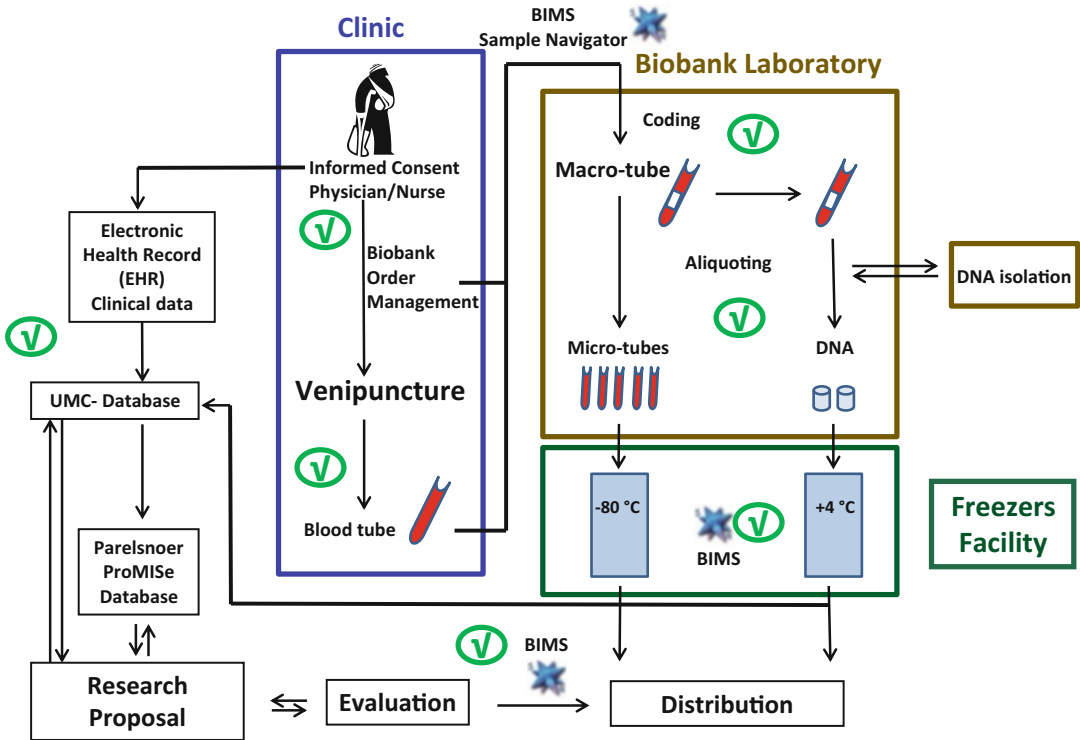 Clinic
BIMS
Sample Navigator
Biobank Laboratory
Informed Consent
Physician/Nurse
√
Biobank
Order
Management
Venipuncture
√
Blood tube
Electronic
Health Record
(EHR)
Clinical data
√
UMC- Database
Parelsnoer
ProMISe
Database
Research
Proposal
Coding
√
Macro-tube
Aliquoting
√
DNA isolation
Micro-tubes
DNA
-80 °C
+4 °C
√
BIMS
Freezers
Facility
√
BIMS
Evaluation
Distribution